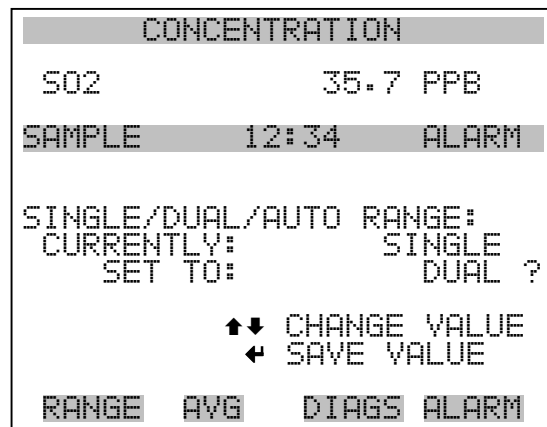 CONCENTRATION
SO2 35.7 PPB
SAMPLE 12:34 ALARM
SINGLE/DUAL/AUTO RANGE:
CURRENTLY: SINGLE
SET TO: DUAL ?
⬆⬇ CHANGE VALUE
↵ SAVE VALUE
RANGE AVG DIAGS ALARM